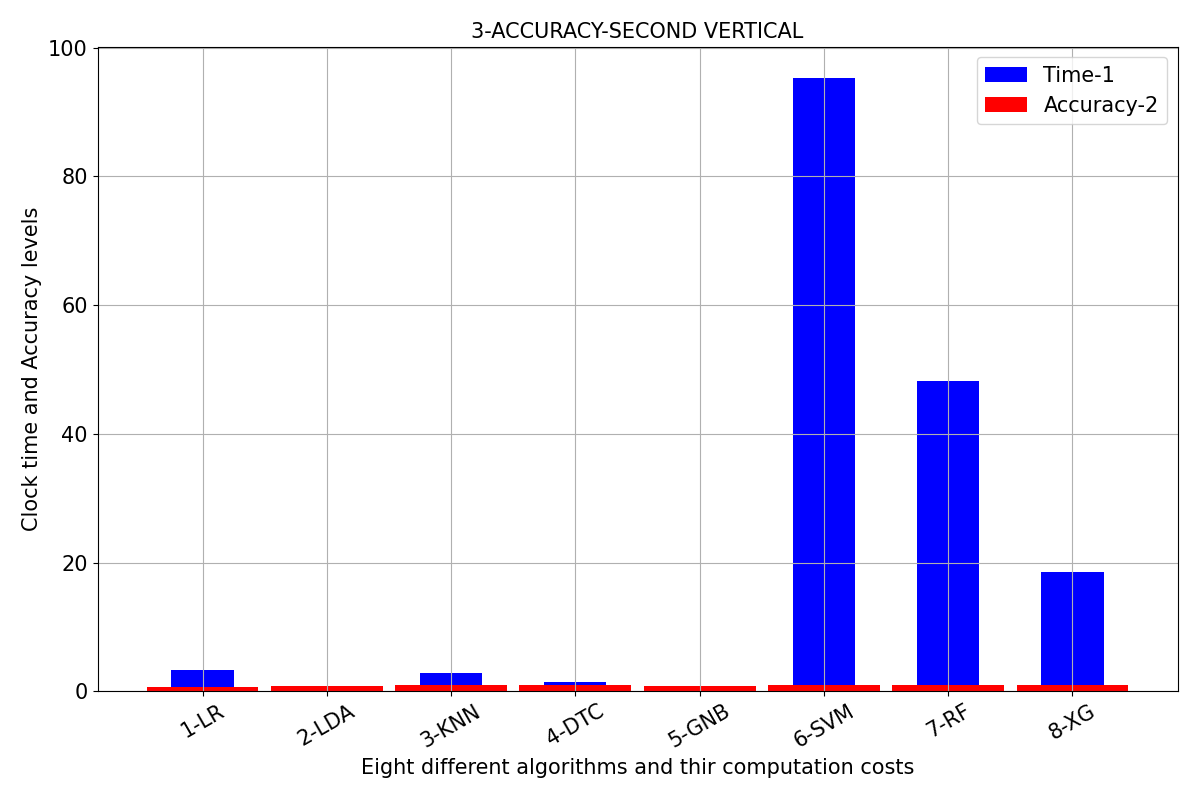 3-ACCURACY-SECOND VERTICAL
100
80
60
40
20
0
Clock time and Accuracy levels
Time-1
Accuracy-2
1-LR
2-LDA
3-KNN
4-DTC
5-GNB
6-SVM
7-RF
8-XG
Eight different algorithms and thir computation costs